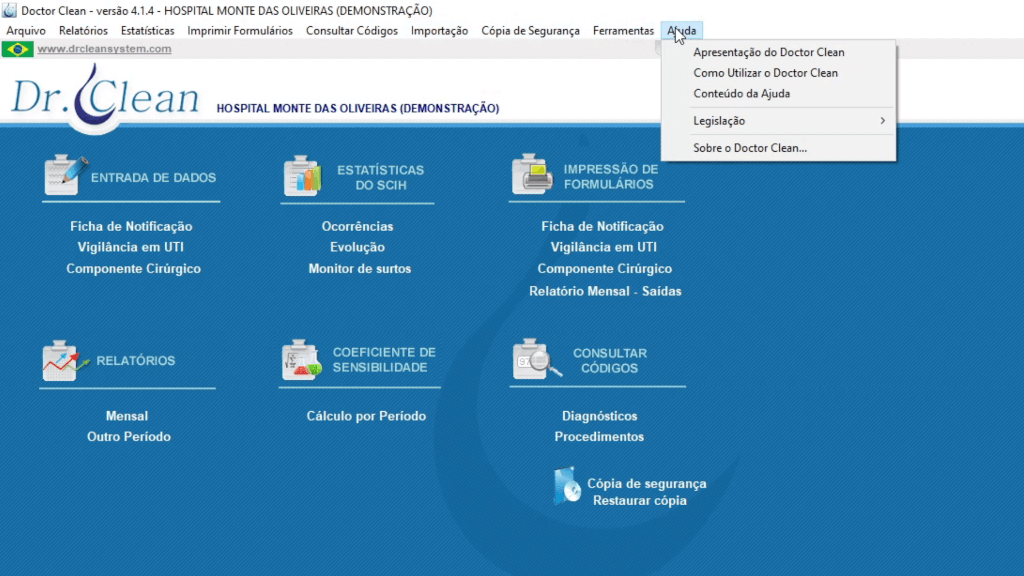 Doctor Clean - versão 4.1.4 - HOSPITAL MONTE DAS OLIVEIRAS (DEMONSTRAÇÃO)
Arquivo Relatórios Estatísticas Imprimir Formulários Consultar Códigos Importação Cópia de Segurança Ferramentas Ajuda
www.drcleansystem.com
Apresentação do Doctor Clean
Como Utilizar o Doctor Clean
Conteúdo da Ajuda
Legislação
Sobre o Doctor Clean...
Dr. Clean
HOSPITAL MONTE DAS OLIVEIRAS (DEMONSTRAÇÃO)
ENTRADA DE DADOS
Ficha de Notificação
Vigilância em UTI
Componente Cirúrgico
ESTATÍSTICAS
DO SCIH
Ocorrências
Evolução
Monitor de surtos
IMPRESSÃO DE
FORMULÁRIOS
Ficha de Notificação
Vigilância em UTI
Componente Cirúrgico
Relatório Mensal - Saídas
RELATÓRIOS
Mensal
Outro Período
COEFICIENTE DE
SENSIBILIDADE
Cálculo por Período
CONSULTAR
CÓDIGOS
Diagnósticos
Procedimentos
Cópia de segurança
Restaurar cópia